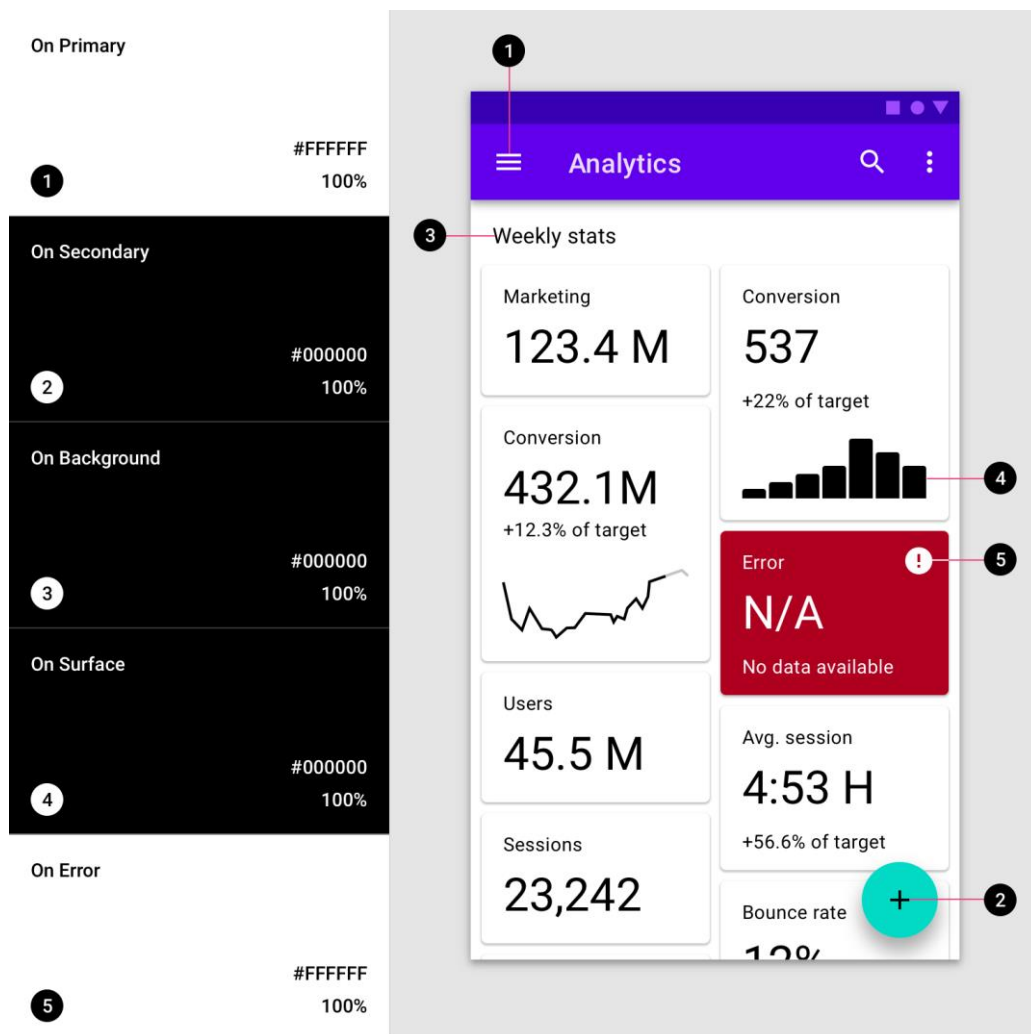 On Primary
#FFFFFF
1
100%
On Secondary
#000000
2
100%
On Background
#000000
3
100%
On Surface
#000000
4
100%
On Error
#FFFFFF
5
100%
1
Analytics
3
Weekly stats
Marketing
123.4 M
Conversion
432.1M
+12.3% of target
Users
45.5 M
Sessions
23,242
Conversion
537
+22% of target
4
Error
!
5
N/A
No data available
Avg. session
4:53 H
+56.6% of target
+
2
Bounce rate
12%